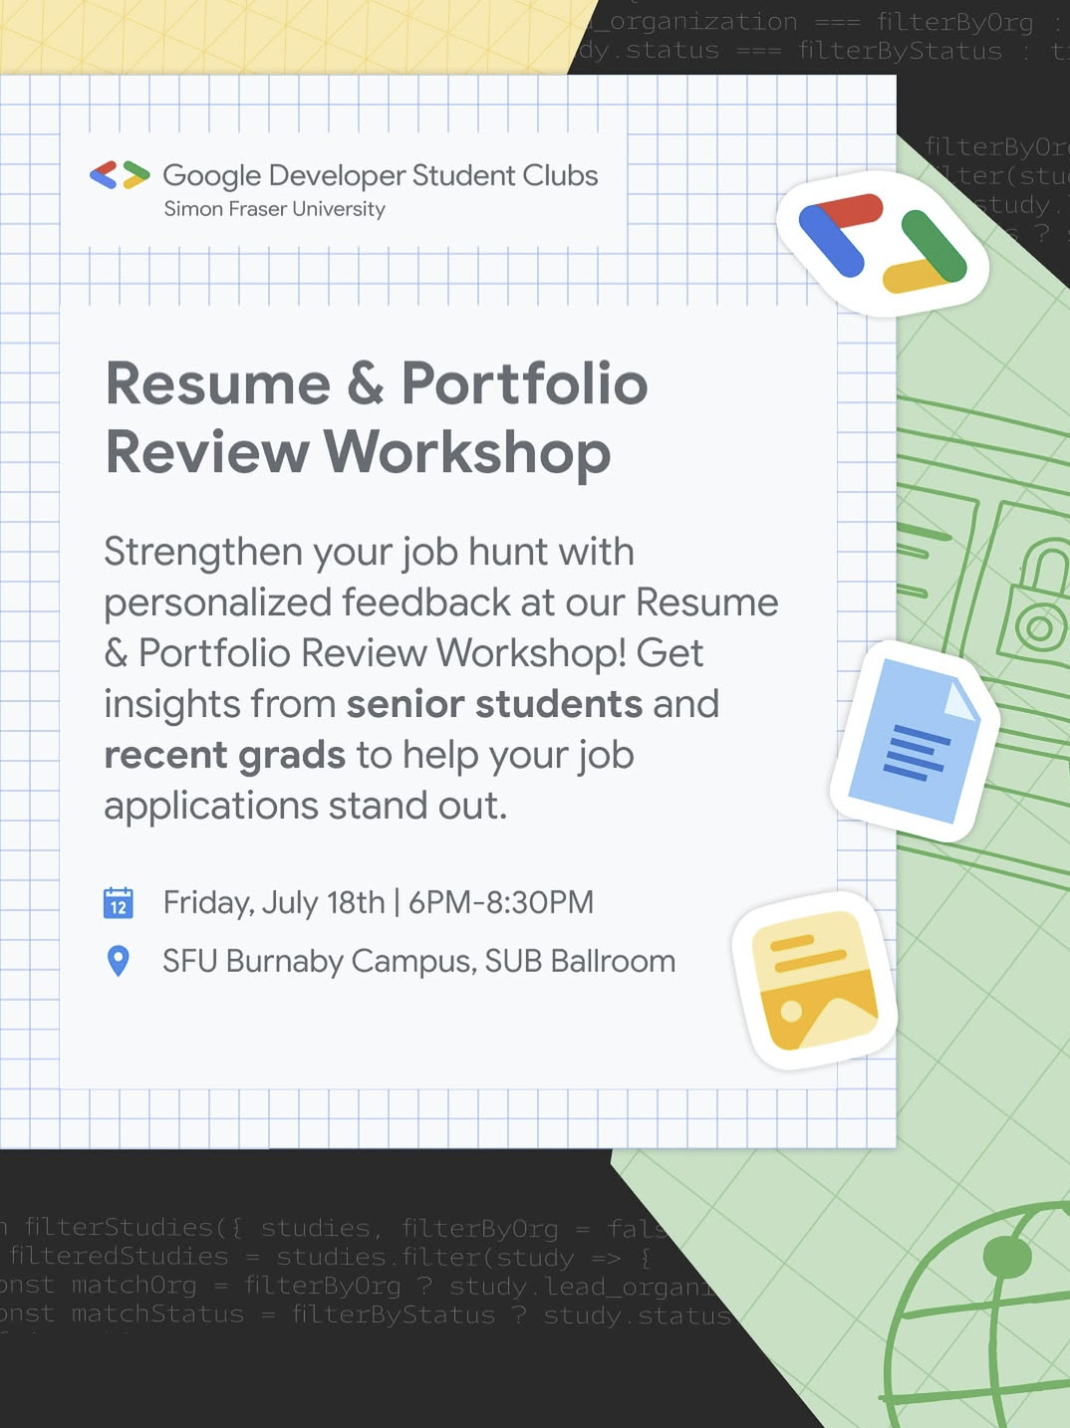 _organization === filterByOrg :
dy.status === filterByStatus :
filterByOrg
Google Developer Student Clubs
Simon Fraser University
study.
Resume & Portfolio
Review Workshop
Strengthen your job hunt with
personalized feedback at our Resume
& Portfolio Review Workshop! Get
insights from senior students and
recent grads to help your job
applications stand out.
12
Friday, July 18th | 6PM-8:30PM
SFU Burnaby Campus, SUB Ballroom
filterStudies({ studies, filterByOrg = fals
filteredStudies = studies.filter(study => {
onst matchOrg = filterByOrg ? study.lead_organi
onst matchStatus = filterByStatus ? study.status